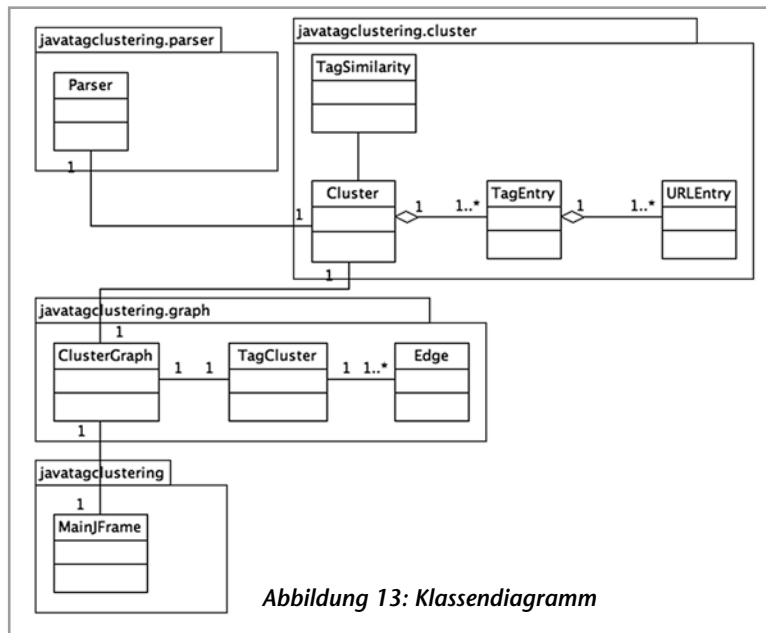 javatagclustering.parser
Parser
1
javatagclustering.cluster
TagSimilarity
Cluster
1
1
1..*
TagEntry
1
1..*
URLEntry
1
javatagclustering.graph
1
ClusterGraph
1
1
TagCluster
1
1..*
Edge
1
javatagclustering
1
MainJFrame
Abbildung 13: Klassendiagramm